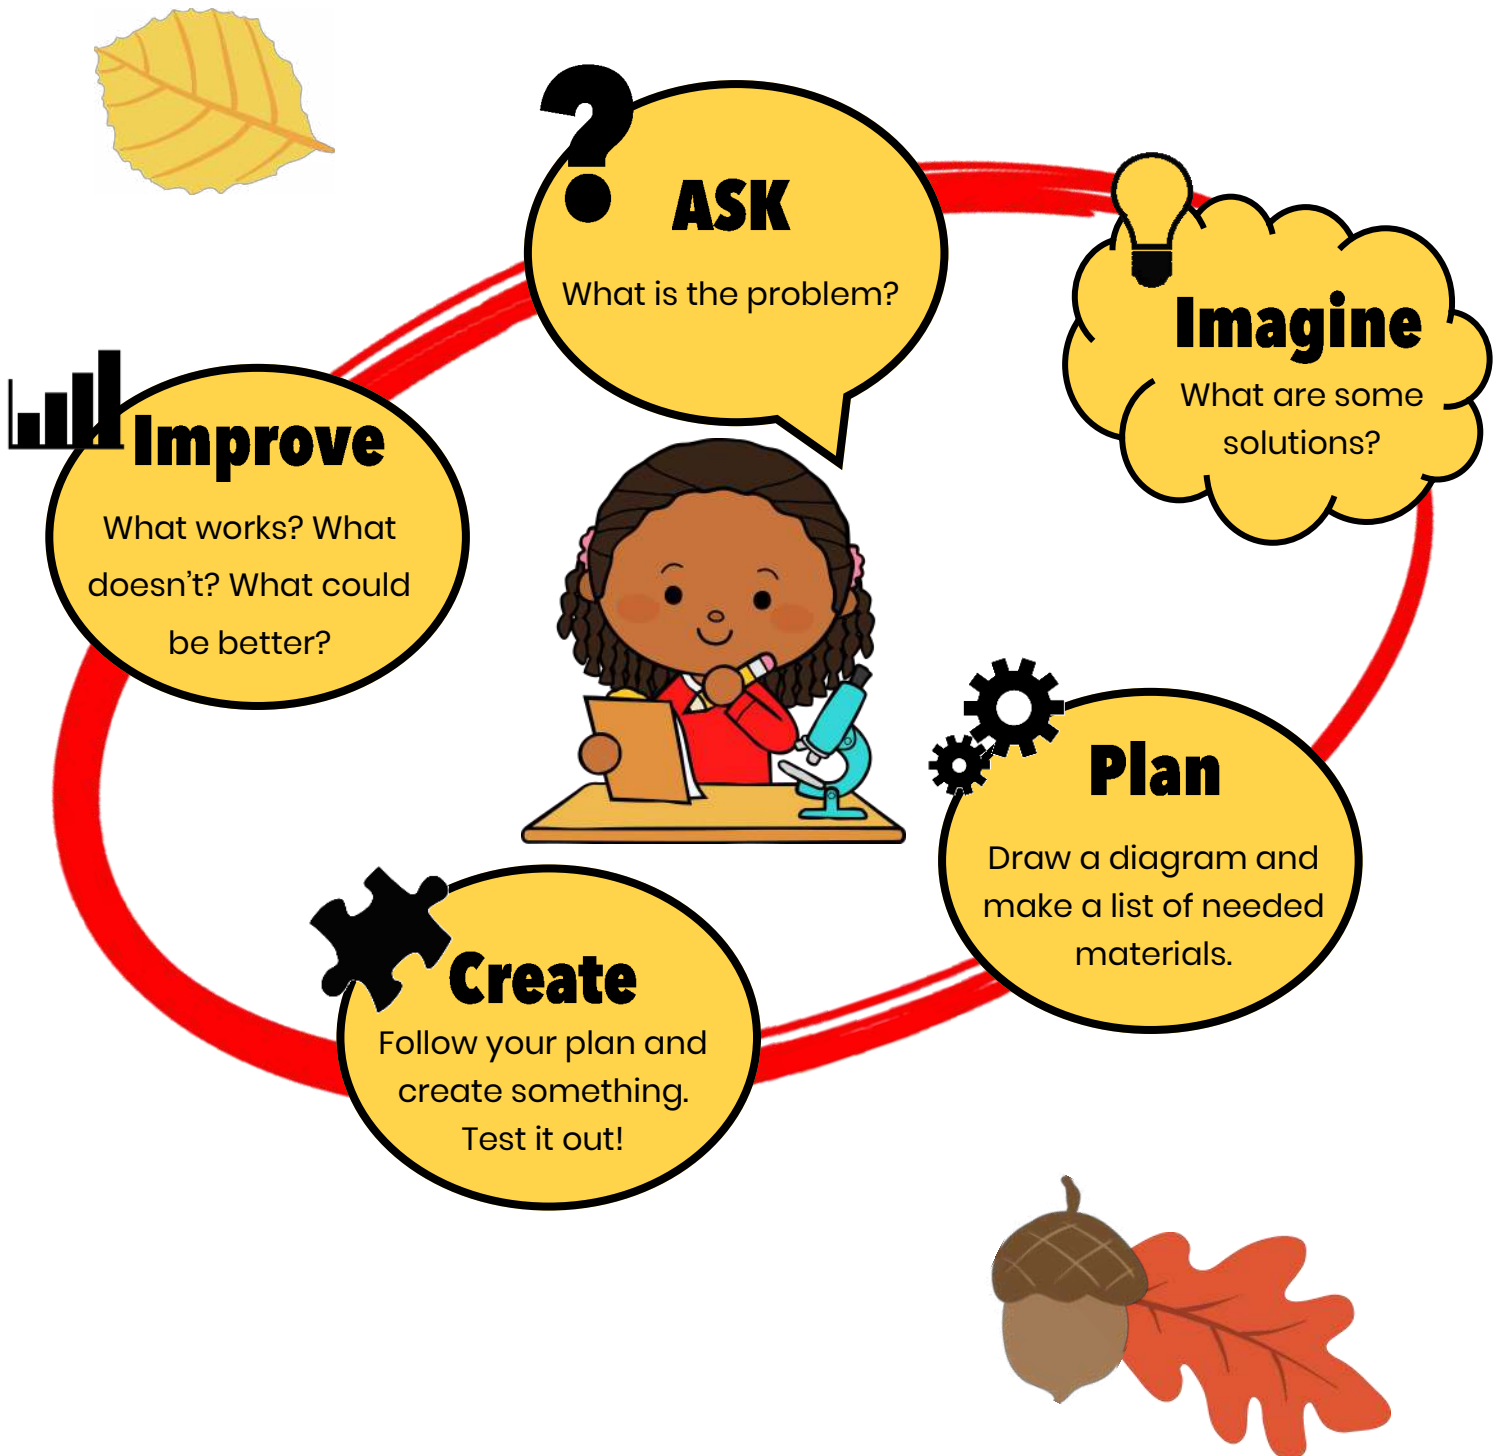 ASK
What is the problem?
Imagine
What are some
solutions?
Plan
Draw a diagram and
make a list of needed
materials.
Create
Follow your plan and
create something.
Test it out!
Improve
What works? What
doesn't? What could
be better?